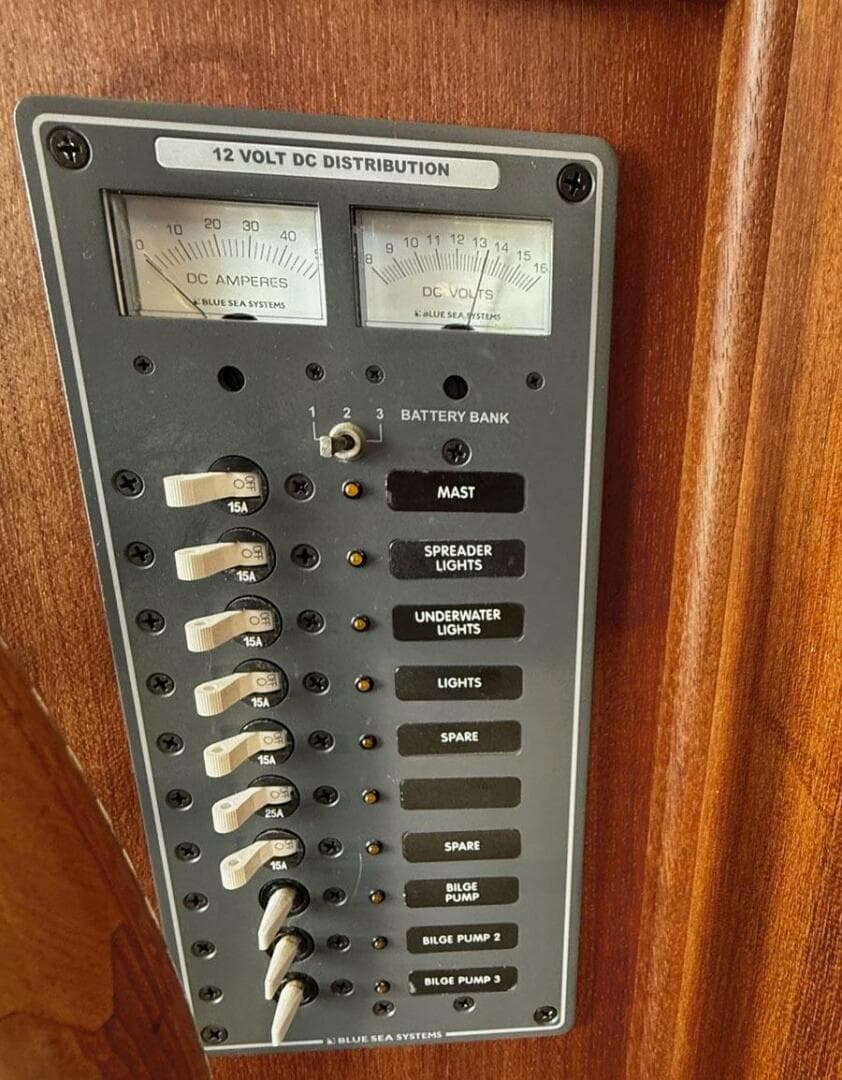 12 VOLT DC DISTRIBUTION
0 10 20 30 40 5
DC AMPERES
BLUE SEA SYSTEMS
8 9 10 11 12 13 14 15 16
DC VOLTS
BLUE SEA SYSTEMS
1 2 3 BATTERY BANK
OFF
15A
MAST
OFF
15A
SPREADER
LIGHTS
OFF
15A
UNDERWATER
LIGHTS
OFF
15A
LIGHTS
OFF
15A
SPARE
OFF
25A
OFF
15A
SPARE
BILGE
PUMP
BILGE PUMP 2
BILGE PUMP 3
BLUE SEA SYSTEMS